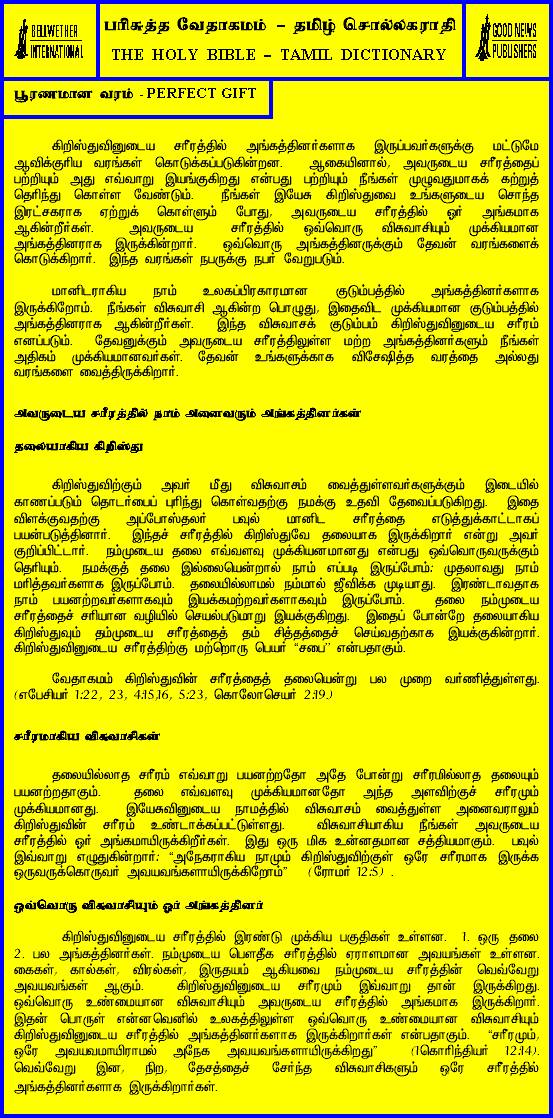 BELLWETHER
INTERNATIONAL
பரிசுத்த வேதாகமம் – தமிழ் சொல்லகராதி
THE HOLY BIBLE – TAMIL DICTIONARY
GOOD NEWS
PUBLISHERS
பூரணமான வரம் - PERFECT GIFT
கிறிஸ்துவினுடைய சரீரத்தில் அங்கத்தினர்களாக இருப்பவர்களுக்கு மட்டுமே
ஆவிக்குரிய வரங்கள் கொடுக்கப்படுகின்றன. ஆகையினால், அவருடைய சரீரத்தைப்
பற்றியும் அது எவ்வாறு இயங்குகிறது என்பது பற்றியும் நீங்கள் முழுவதுமாகக் கற்றுத்
தெரிந்து கொள்ள வேண்டும். நீங்கள் இயேசு கிறிஸ்துவை உங்களுடைய சொந்த
இரட்சகராக ஏற்றுக் கொள்ளும் போது, அவருடைய சரீரத்தில் ஓர் அங்கமாக
ஆகின்றீர்கள். அவருடைய சரீரத்தில் ஒவ்வொரு விசுவாசியும் முக்கியமான
அங்கத்தினராக இருக்கின்றார். ஒவ்வொரு அங்கத்தினருக்கும் தேவன் வரங்களைக்
கொடுக்கிறார். இந்த வரங்கள் நபருக்கு நபர் வேறுபடும்.
மானிடராகிய நாம் உலகப்பிரகாரமான குடும்பத்தில் அங்கத்தினர்களாக
இருக்கிறோம். நீங்கள் விசுவாசி ஆகின்ற பொழுது, இதைவிட முக்கியமான குடும்பத்தில்
அங்கத்தினராக ஆகின்றீர்கள். இந்த விசுவாசக் குடும்பம் கிறிஸ்துவினுடைய சரீரம்
எனப்படும். தேவனுக்கும் அவருடைய சரீரத்திலுள்ள மற்ற அங்கத்தினர்களும் நீங்கள்
அதிகம் முக்கியமானவர்கள். தேவன் உங்களுக்காக விசேஷித்த வரத்தை அல்லது
வரங்களை வைத்திருக்கிறார்.
அவருடைய சரீரத்தில் நாம் அனைவரும் அங்கத்தினர்கள்
தலையாகிய கிறிஸ்து
கிறிஸ்துவிற்கும் அவர் மீது விசுவாசம் வைத்துள்ளவர்களுக்கும் இடையில்
காணப்படும் தொடர்பைப் புரிந்து கொள்வதற்கு நமக்கு உதவி தேவைப்படுகிறது. இதை
விளக்குவதற்கு அப்போஸ்தலர் பவுல் மானிட சரீரத்தை எடுத்துக்காட்டாகப்
பயன்படுத்தினார். இந்தச் சரீரத்தில் கிறிஸ்துவே தலையாக இருக்கிறார் என்று அவர்
குறிப்பிட்டார். நம்முடைய தலை எவ்வளவு முக்கியனமானது என்பது ஒவ்வொருவருக்கும்
தெரியும். நமக்குத் தலை இல்லையென்றால் நாம் எப்படி இருப்போம்: முதலாவது நாம்
மரித்தவர்களாக இருப்போம். தலையில்லாமல் நம்மால் ஜீவிக்க முடியாது. இரண்டாவதாக
நாம் பயனற்றவர்களாகவும் இயக்கமற்றவர்களாகவும் இருப்போம். தலை நம்முடைய
சரீரத்தைச் சரியான வழியில் செயல்படுமாறு இயக்குகிறது. இதைப் போன்றே தலையாகிய
கிறிஸ்துவும் தம்முடைய சரீரத்தைத் தம் சித்தத்தைச் செய்வதற்காக இயக்குகின்றார்.
கிறிஸ்துவினுடைய சரீரத்திற்கு மற்றொரு பெயர் “சபை” என்பதாகும்.
வேதாகமம் கிறிஸ்துவின் சரீரத்தைத் தலையென்று பல முறை வர்ணித்துள்ளது.
(எபேசியர் 1:22, 23, 4:15,16, 5:23, கொலோசெயர் 2:19.)
சரீரமாகிய விசுவாசிகள்
தலையில்லாத சரீரம் எவ்வாறு பயனற்றதோ அதே போன்று சரீரமில்லாத தலையும்
பயனற்றதாகும். தலை எவ்வளவு முக்கியமானதோ அந்த அளவிற்குச் சரீரமும்
முக்கியமானது. இயேசுவினுடைய நாமத்தில் விசுவாசம் வைத்துள்ள அனைவராலும்
கிறிஸ்துவின் சரீரம் உண்டாக்கப்பட்டுள்ளது. விசுவாசியாகிய நீங்கள் அவருடைய
சரீரத்தில் ஓர் அங்கமாயிருக்கிறீர்கள். இது ஒரு மிக உன்னதமான சத்தியமாகும். பவுல்
இவ்வாறு எழுதுகின்றார்: “அநேகராகிய நாமும் கிறிஸ்துவிற்குள் ஒரே சரீரமாக இருக்க
ஒருவருக்கொருவர் அவயவங்களாயிருக்கிறோம்” (ரோமர் 12:5) .
ஒவ்வொரு விசுவாசியும் ஓர் அங்கத்தினர்
கிறிஸ்துவினுடைய சரீரத்தில் இரண்டு முக்கிய பகுதிகள் உள்ளன. 1. ஒரு தலை
2. பல அங்கத்தினர்கள். நம்முடைய பௌதீக சரீரத்தில் ஏராளமான அவயங்கள் உள்ளன.
கைகள், கால்கள், விரல்கள், இருதயம் ஆகியவை நம்முடைய சரீரத்தின் வெவ்வேறு
அவயவங்கள் ஆகும். கிறிஸ்துவினுடைய சரீரமும் இவ்வாறு தான் இருக்கிறது.
ஒவ்வொரு உண்மையான விசுவாசியும் அவருடைய சரீரத்தில் அங்கமாக இருக்கிறார்.
இதன் பொருள் என்னவெனில் உலகத்திலுள்ள ஒவ்வொரு உண்மையான விசுவாசியும்
கிறிஸ்துவினுடைய சரீரத்தில் அங்கத்தினர்களாக இருக்கிறார்கள் என்பதாகும். “சரீரமும்,
ஒரே அவயவமாயிராமல் அநேக அவயவங்களாயிருக்கிறது” (1கொரிந்தியர் 12:14).
வெவ்வேறு இன, நிற, தேசத்தைச் சேர்ந்த விசுவாசிகளும் ஒரே சரீரத்தில்
அங்கத்தினர்களாக இருக்கிறார்கள்.